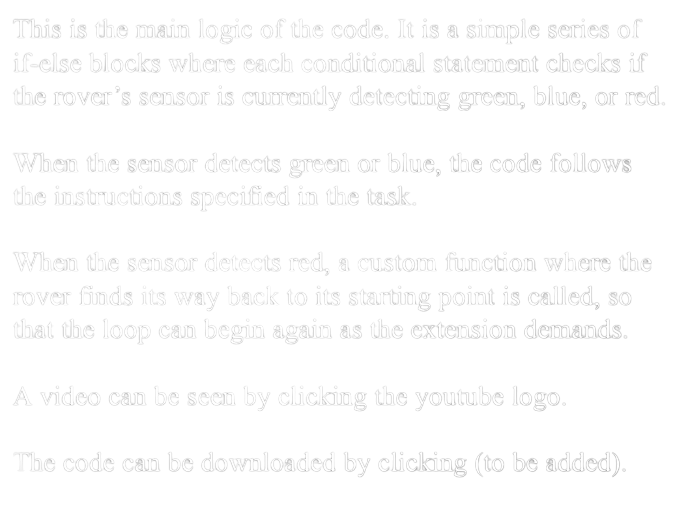 This is the main logic of the code. It is a simple series of
if-else blocks where each conditional statement checks if
the rover's sensor is currently detecting green, blue, or red.
When the sensor detects green or blue, the code follows
the instructions specified in the task.
When the sensor detects red, a custom function where the
rover finds its way back to its starting point is called, so
that the loop can begin again as the extension demands.
A video can be seen by clicking the youtube logo.
The code can be downloaded by clicking (to be added).